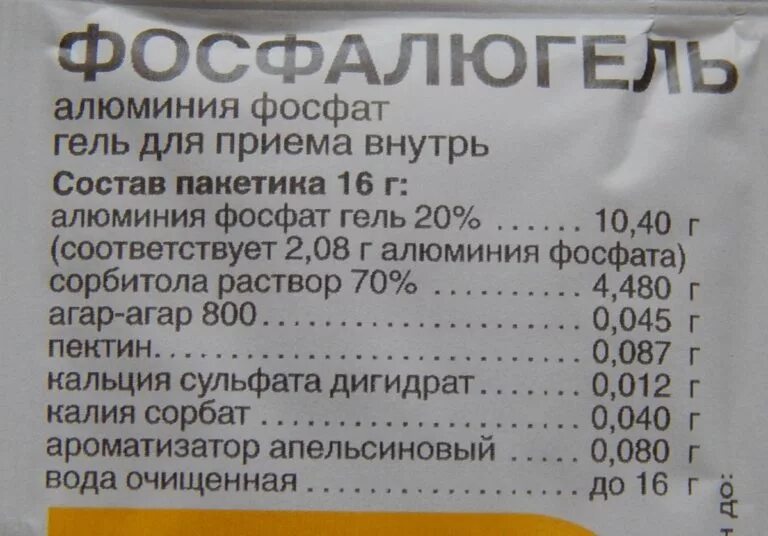 ФОСФАЛЮГЕЛЬ
алюминия фосфат
гель для приема внутрь
Состав пакетика 16 г:
алюминия фосфат гель 20% ...... 10,40 г
(соответствует 2,08 г алюминия фосфата)
сорбитола раствор 70% .......... 4,480 г
агар-агар 800...................... 0,045 г
пектин.............................. 0,087 г
кальция сульфата дигидрат....... 0,012 г
калия сорбат ...................... 0,040 г
ароматизатор апельсиновый ..... 0,080 г
вода очищенная ................... до 16 г
н до: